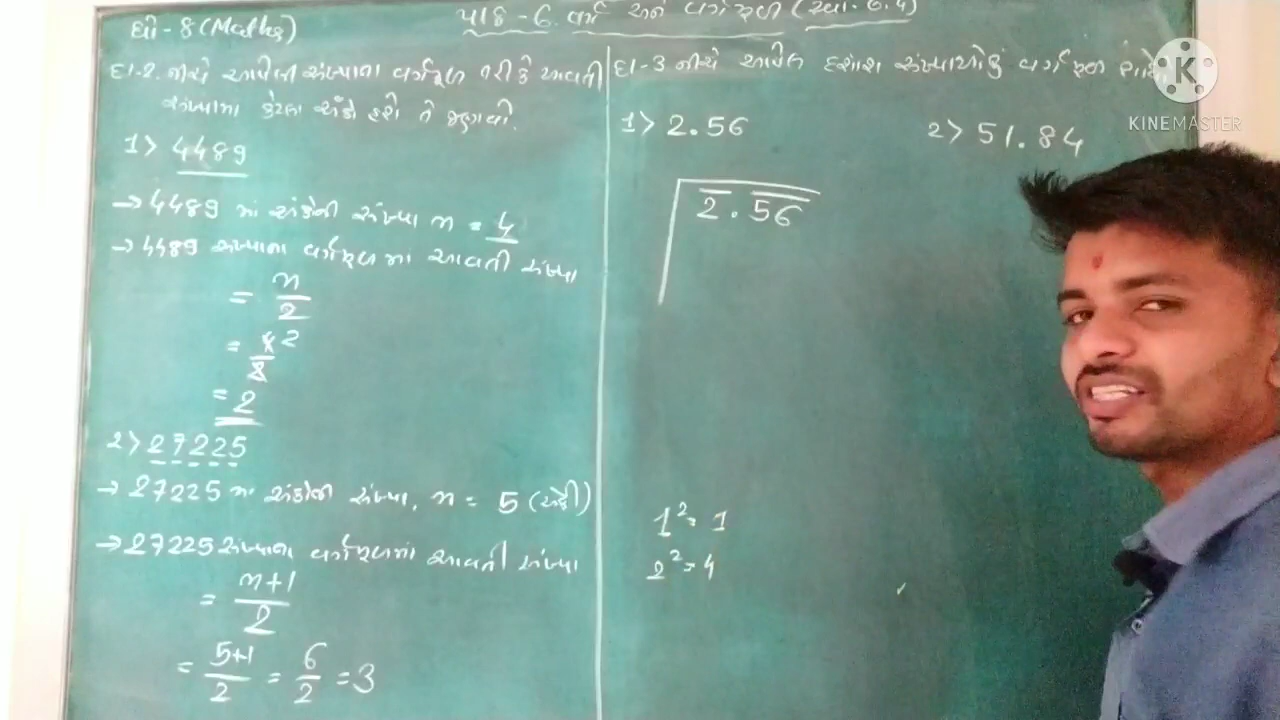 ધો-8 (Maths)
પાઠ-6. વર્ગ અને વર્ગમૂળ (સ્વા. 6.4)
દા-2. નીચે આપેલી સંખ્યાના વર્ગમૂળ તરીકે આવતી
સંખ્યામાં કેટલા અંકો હશે તે જણાવો.
1> 4489
→ 4489 માં અંકોની સંખ્યા n = 4
→ 4489 સંખ્યાના વર્ગમૂળમાં આવતી સંખ્યા
= n/2
= 4/2 2
= 2
2> 27225
→ 27225 માં અંકોની સંખ્યા, n = 5 (એકી)
→ 27225 સંખ્યાના વર્ગમૂળમાં આવતી સંખ્યા
= n+1/2
= 5+1/2 = 6/2 = 3
દા-3 નીચે આપેલ દશાંશ સંખ્યાઓનું વર્ગમૂળ શોધો.
1> 2.56
2> 51.84
2.56
1² = 1
2² = 4
K
KINEMASTER